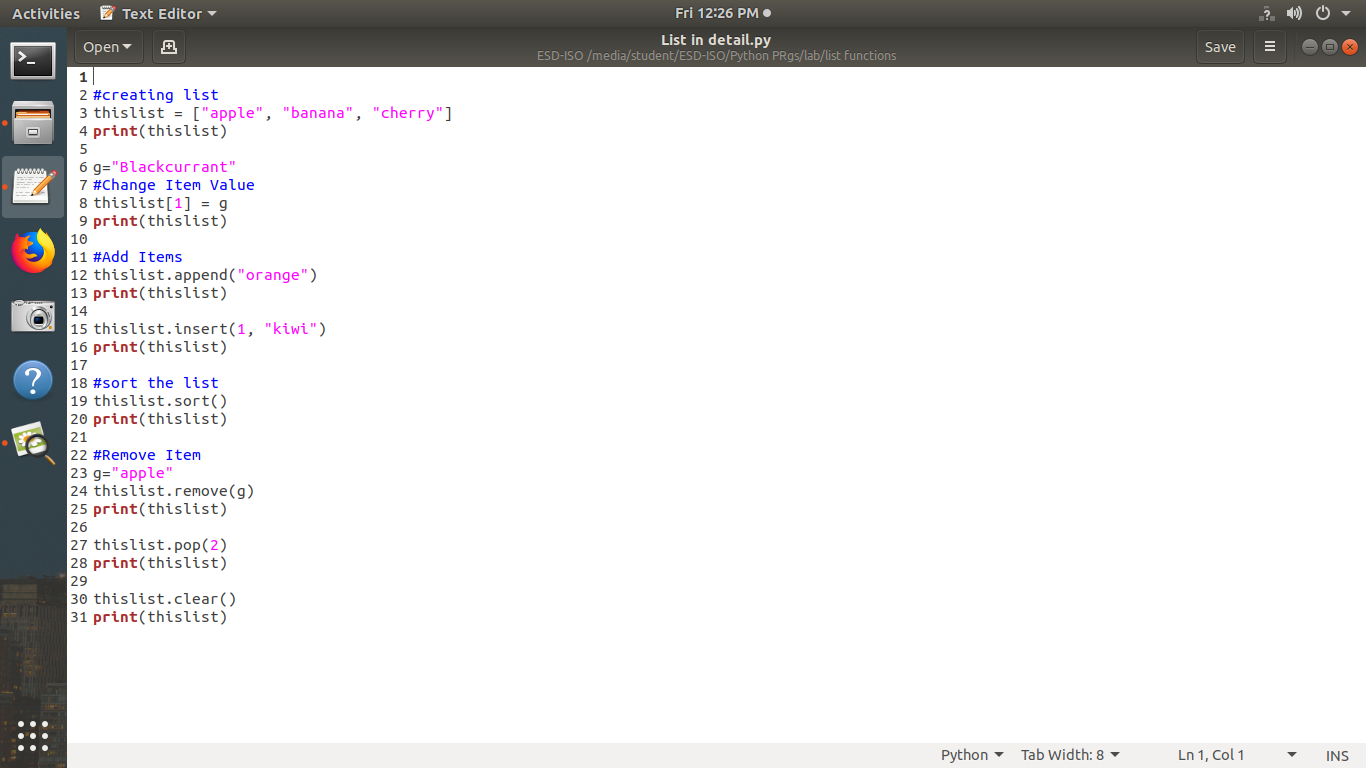 Activities Text Editor Fri 12:26 PM
Open List in detail.py Save
ESD-ISO /media/student/ESD-ISO/Python PRgs/lab/list functions
1
2 #creating list
3 thislist = ["apple", "banana", "cherry"]
4 print(thislist)
5
6 g="Blackcurrant"
7 #Change Item Value
8 thislist[1] = g
9 print(thislist)
10
11 #Add Items
12 thislist.append("orange")
13 print(thislist)
14
15 thislist.insert(1, "kiwi")
16 print(thislist)
17
18 #sort the list
19 thislist.sort()
20 print(thislist)
21
22 #Remove Item
23 g="apple"
24 thislist.remove(g)
25 print(thislist)
26
27 thislist.pop(2)
28 print(thislist)
29
30 thislist.clear()
31 print(thislist)
Python Tab Width: 8 Ln 1, Col 1 INS